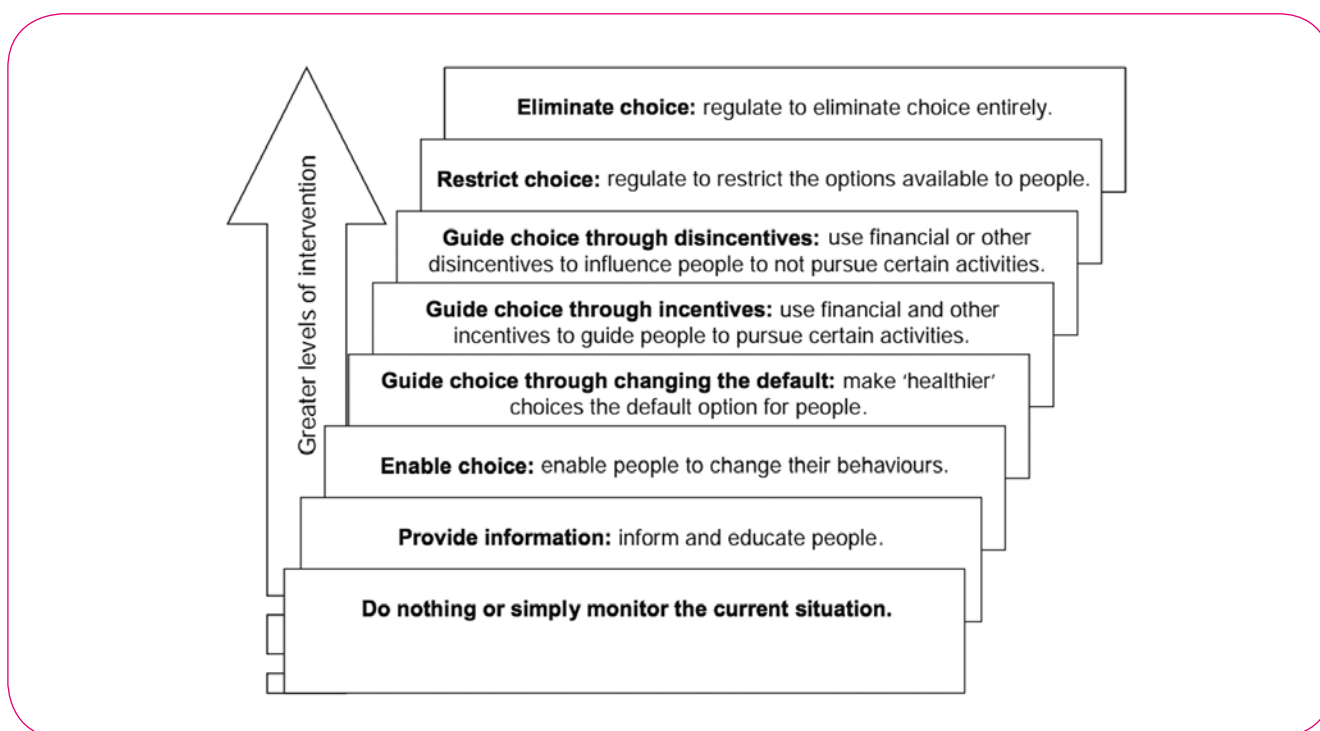 Greater levels of intervention
Eliminate choice: regulate to eliminate choice entirely.
Restrict choice: regulate to restrict the options available to people.
Guide choice through disincentives: use financial or other
disincentives to influence people to not pursue certain activities.
Guide choice through incentives: use financial and other
incentives to guide people to pursue certain activities.
Guide choice through changing the default: make ‘healthier’
choices the default option for people.
Enable choice: enable people to change their behaviours.
Provide information: inform and educate people.
Do nothing or simply monitor the current situation.